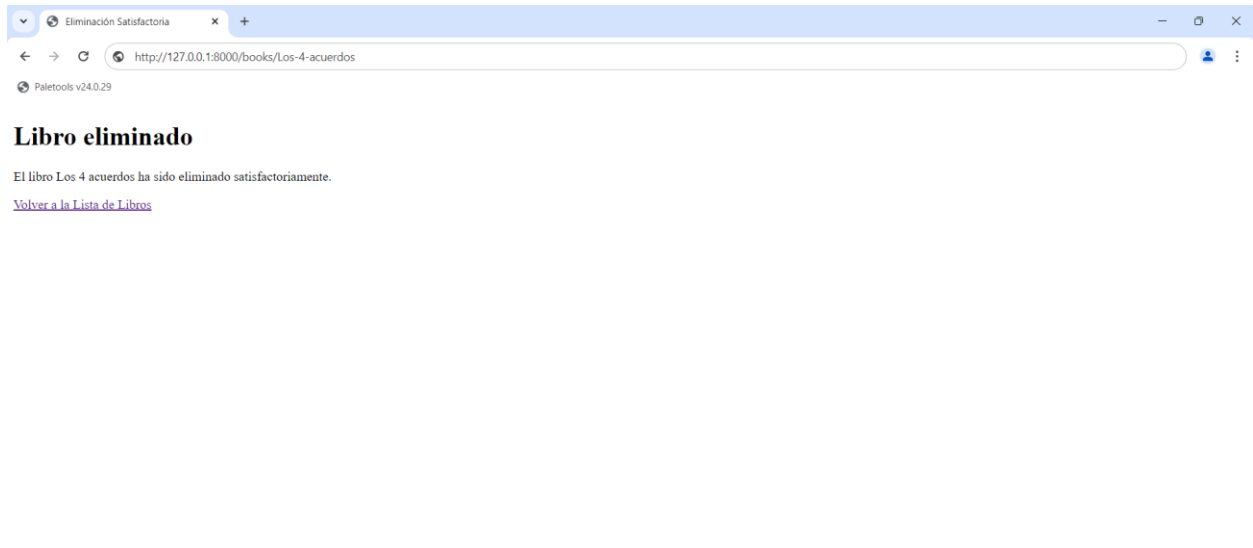 Eliminación Satisfactoria
http://127.0.0.1:8000/books/Los-4-acuerdos
Paletools v24.0.29
Libro eliminado
El libro Los 4 acuerdos ha sido eliminado satisfactoriamente.
Volver a la Lista de Libros